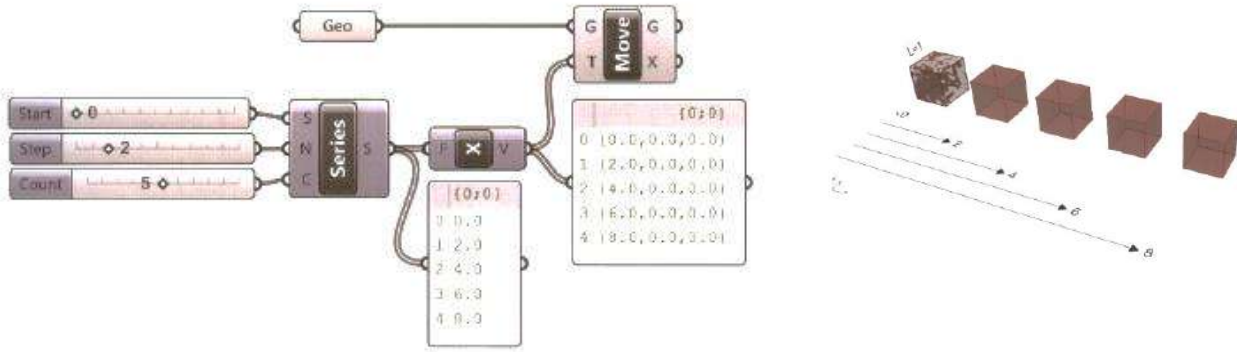 Geo
G G
Move
T X
Start 0
Step 2
Count 5
S
N
C
Series
S
F X V
{0;0}
0 0.0
1 2.0
2 4.0
3 6.0
4 8.0
{0;0}
0 {0.0,0.0,0.0}
1 {2.0,0.0,0.0}
2 {4.0,0.0,0.0}
3 {6.0,0.0,0.0}
4 {8.0,0.0,0.0}
0
2
4
6
8